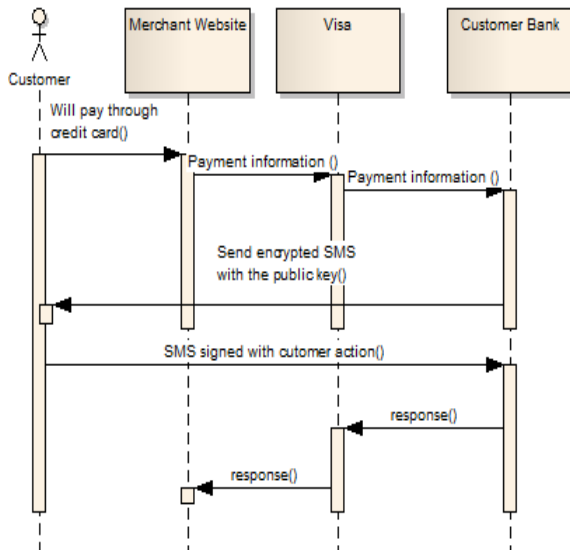 Merchant Website
Visa
Customer Bank
Customer
Will pay through
credit card()
Payment information ()
Payment information ()
Send encrypted SMS
with the public key()
SMS signed with cutomer action()
response()
response()